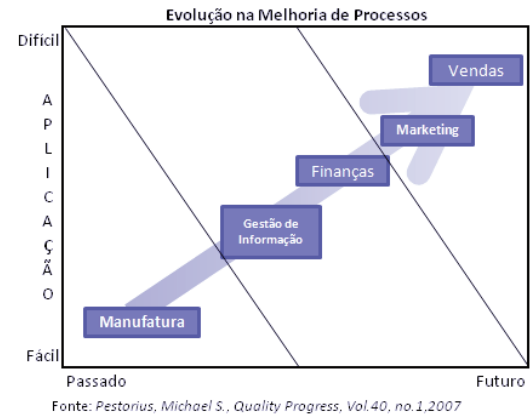 Evolução na Melhoria de Processos
Difícil
Vendas
A
P
L
I
C
A
Ç
Ã
O
Marketing
Finanças
Gestão de
Informação
Manufatura
Fácil
Passado
Futuro
Fonte: Pestorius, Michael S., Quality Progress, Vol.40, no.1,2007